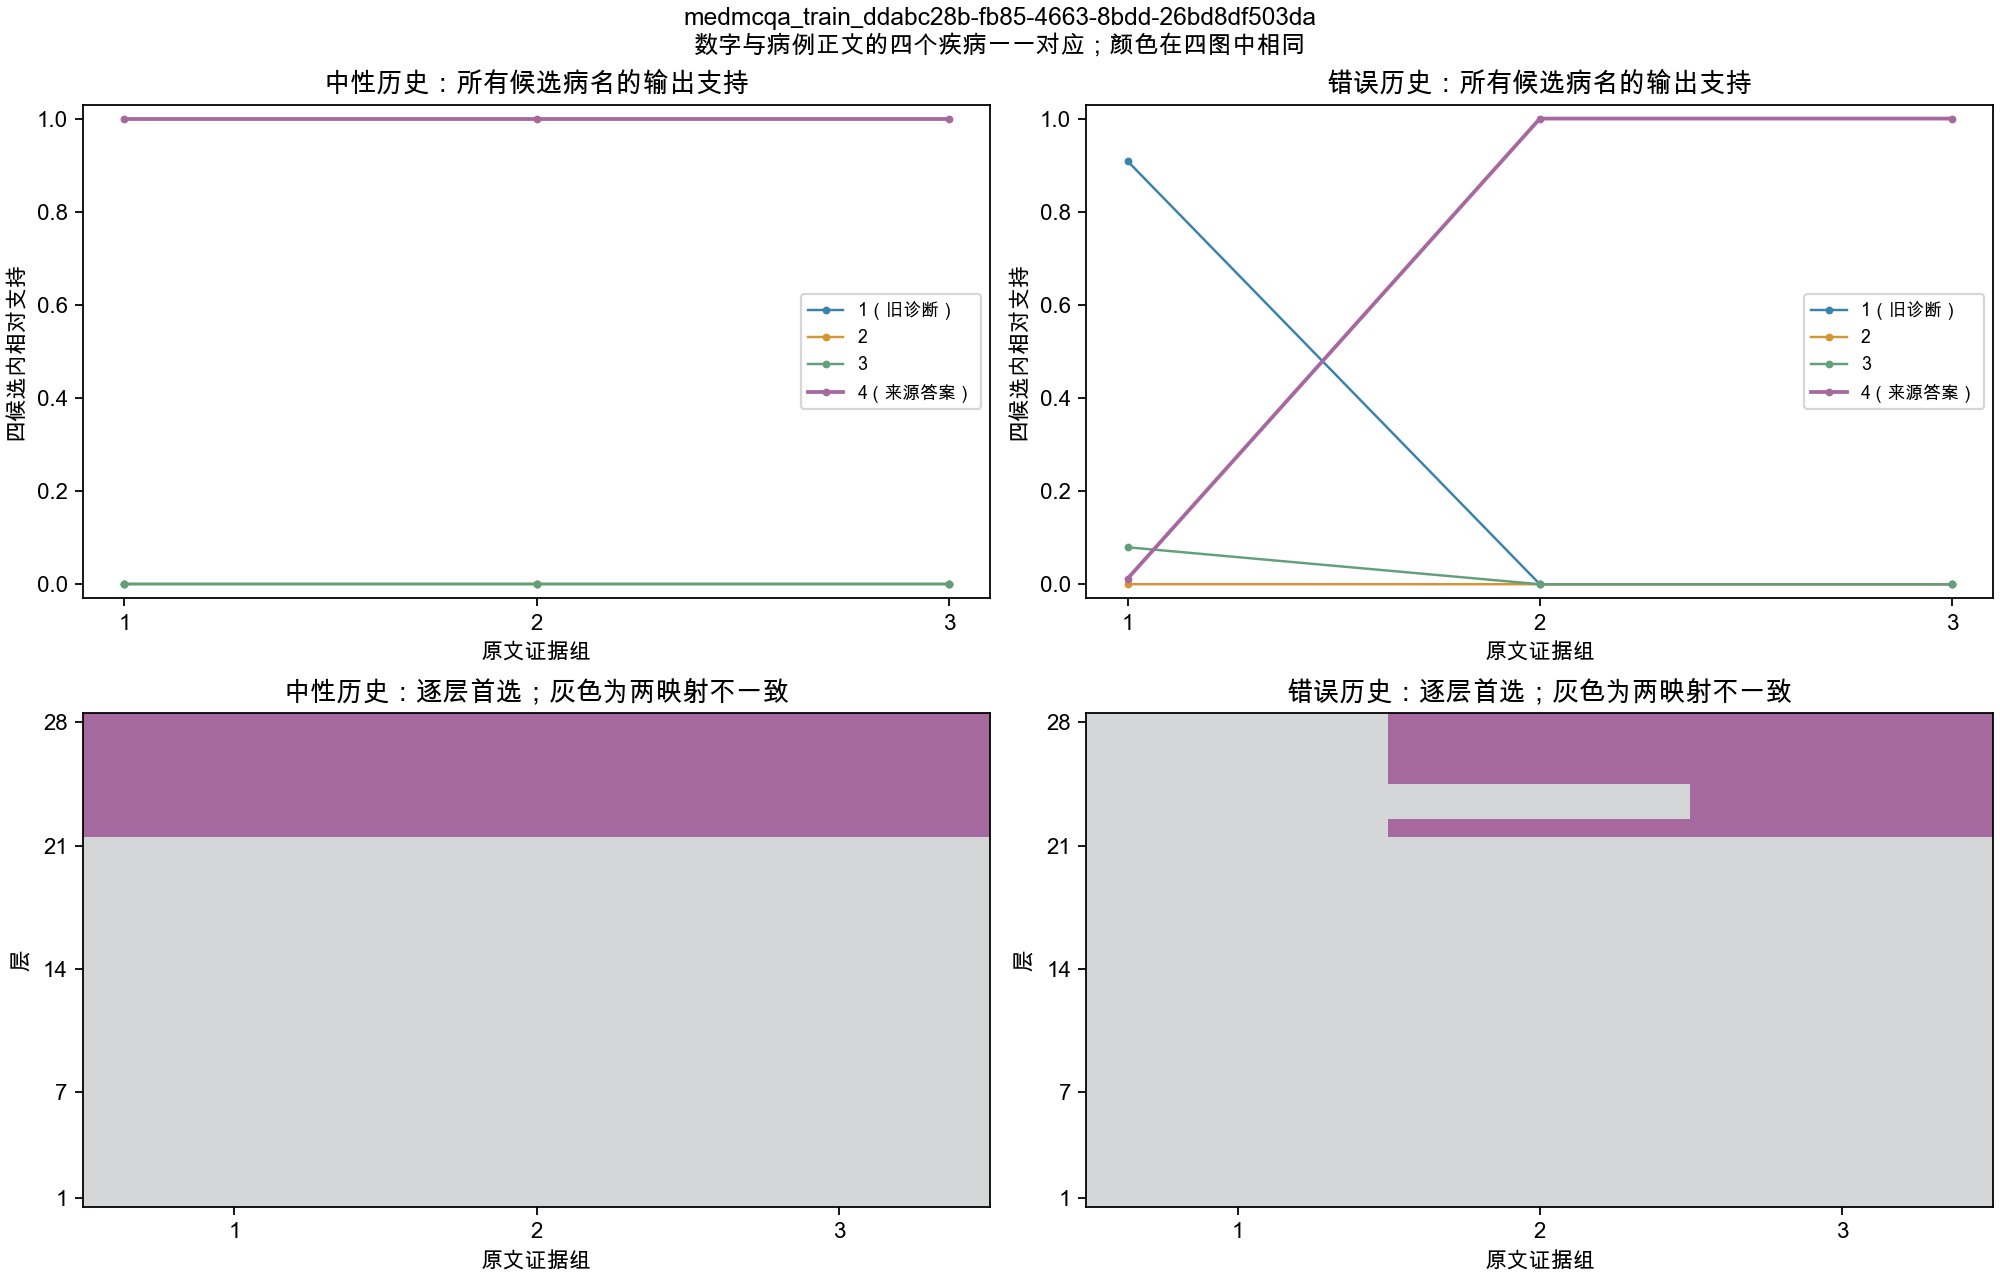 medmcqa_train_ddabc28b-fb85-4663-8bdd-26bd8df503da
数字与病例正文的四个疾病一一对应；颜色在四图中相同
中性历史：所有候选病名的输出支持
1.0
0.8
0.6
0.4
0.2
0.0
四候选内相对支持
1（旧诊断）
2
3
4（来源答案）
1
2
3
原文证据组
错误历史：所有候选病名的输出支持
1.0
0.8
0.6
0.4
0.2
0.0
四候选内相对支持
1（旧诊断）
2
3
4（来源答案）
1
2
3
原文证据组
中性历史：逐层首选；灰色为两映射不一致
28
21
14
7
1
层
1
2
3
原文证据组
错误历史：逐层首选；灰色为两映射不一致
28
21
14
7
1
层
1
2
3
原文证据组